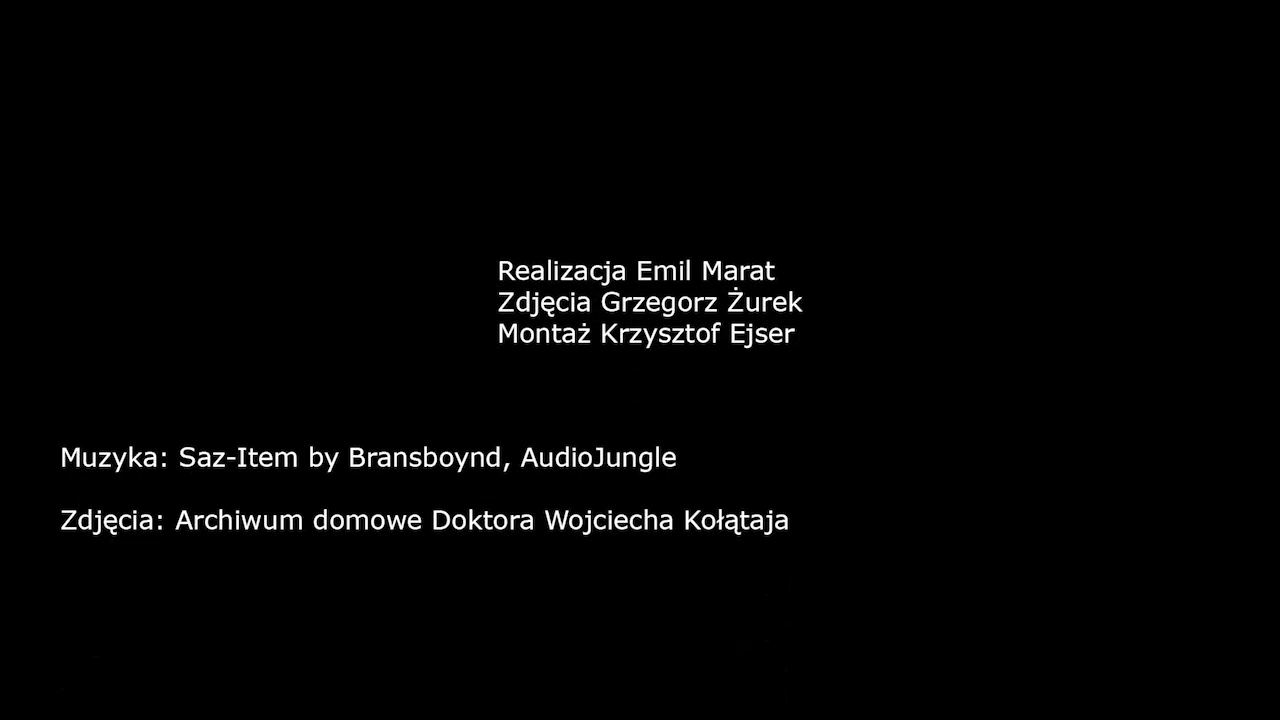 Realizacja Emil Marat
Zdjęcia Grzegorz Żurek
Montaż Krzysztof Ejser
Muzyka: Saz-Item by Bransboynd, AudioJungle
Zdjęcia: Archiwum domowe Doktora Wojciecha Kołątaja